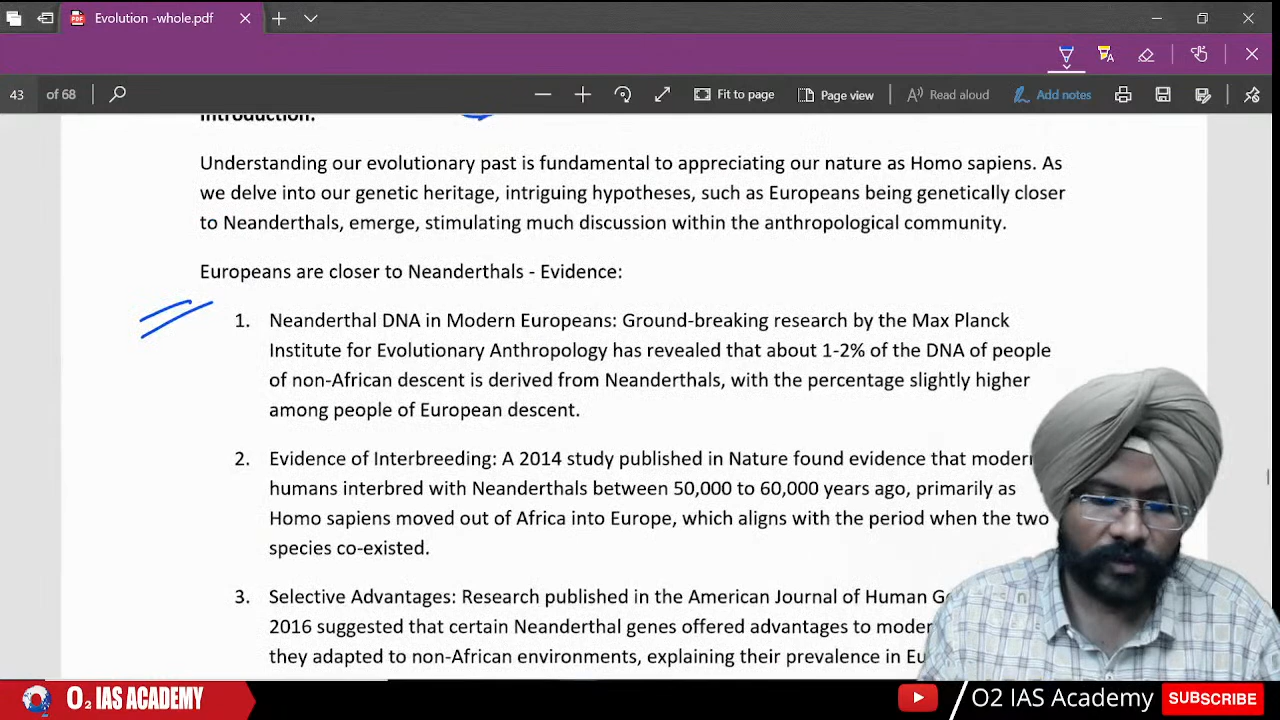 Evolution -whole.pdf
43 of 68 Fit to page Page view Read aloud Add notes
Introduction:
Understanding our evolutionary past is fundamental to appreciating our nature as Homo sapiens. As
we delve into our genetic heritage, intriguing hypotheses, such as Europeans being genetically closer
to Neanderthals, emerge, stimulating much discussion within the anthropological community.
Europeans are closer to Neanderthals - Evidence:
1. Neanderthal DNA in Modern Europeans: Ground-breaking research by the Max Planck
Institute for Evolutionary Anthropology has revealed that about 1-2% of the DNA of people
of non-African descent is derived from Neanderthals, with the percentage slightly higher
among people of European descent.
2. Evidence of Interbreeding: A 2014 study published in Nature found evidence that modern
humans interbred with Neanderthals between 50,000 to 60,000 years ago, primarily as
Homo sapiens moved out of Africa into Europe, which aligns with the period when the two
species co-existed.
3. Selective Advantages: Research published in the American Journal of Human
2016 suggested that certain Neanderthal genes offered advantages to
they adapted to non-African environments, explaining their prevalence in
O2 IAS ACADEMY
O2 IAS Academy SUBSCRIBE